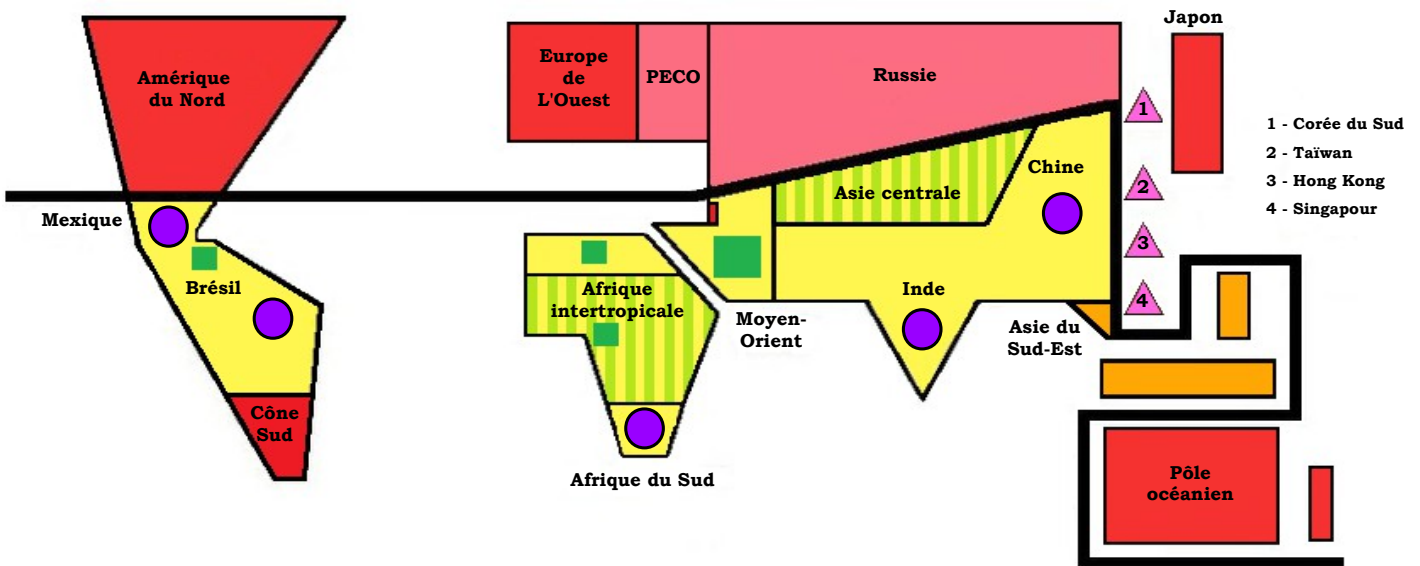 Japon
Amérique
du Nord
Europe
de
L'Ouest
PECO
Russie
1
1 - Corée du Sud
2 - Taïwan
3 - Hong Kong
4 - Singapour
Chine
Asie centrale
2
Mexique
3
Brésil
Afrique
intertropicale
Inde
4
Moyen-
Orient
Asie du
Sud-Est
Cône
Sud
Afrique du Sud
Pôle
océanien